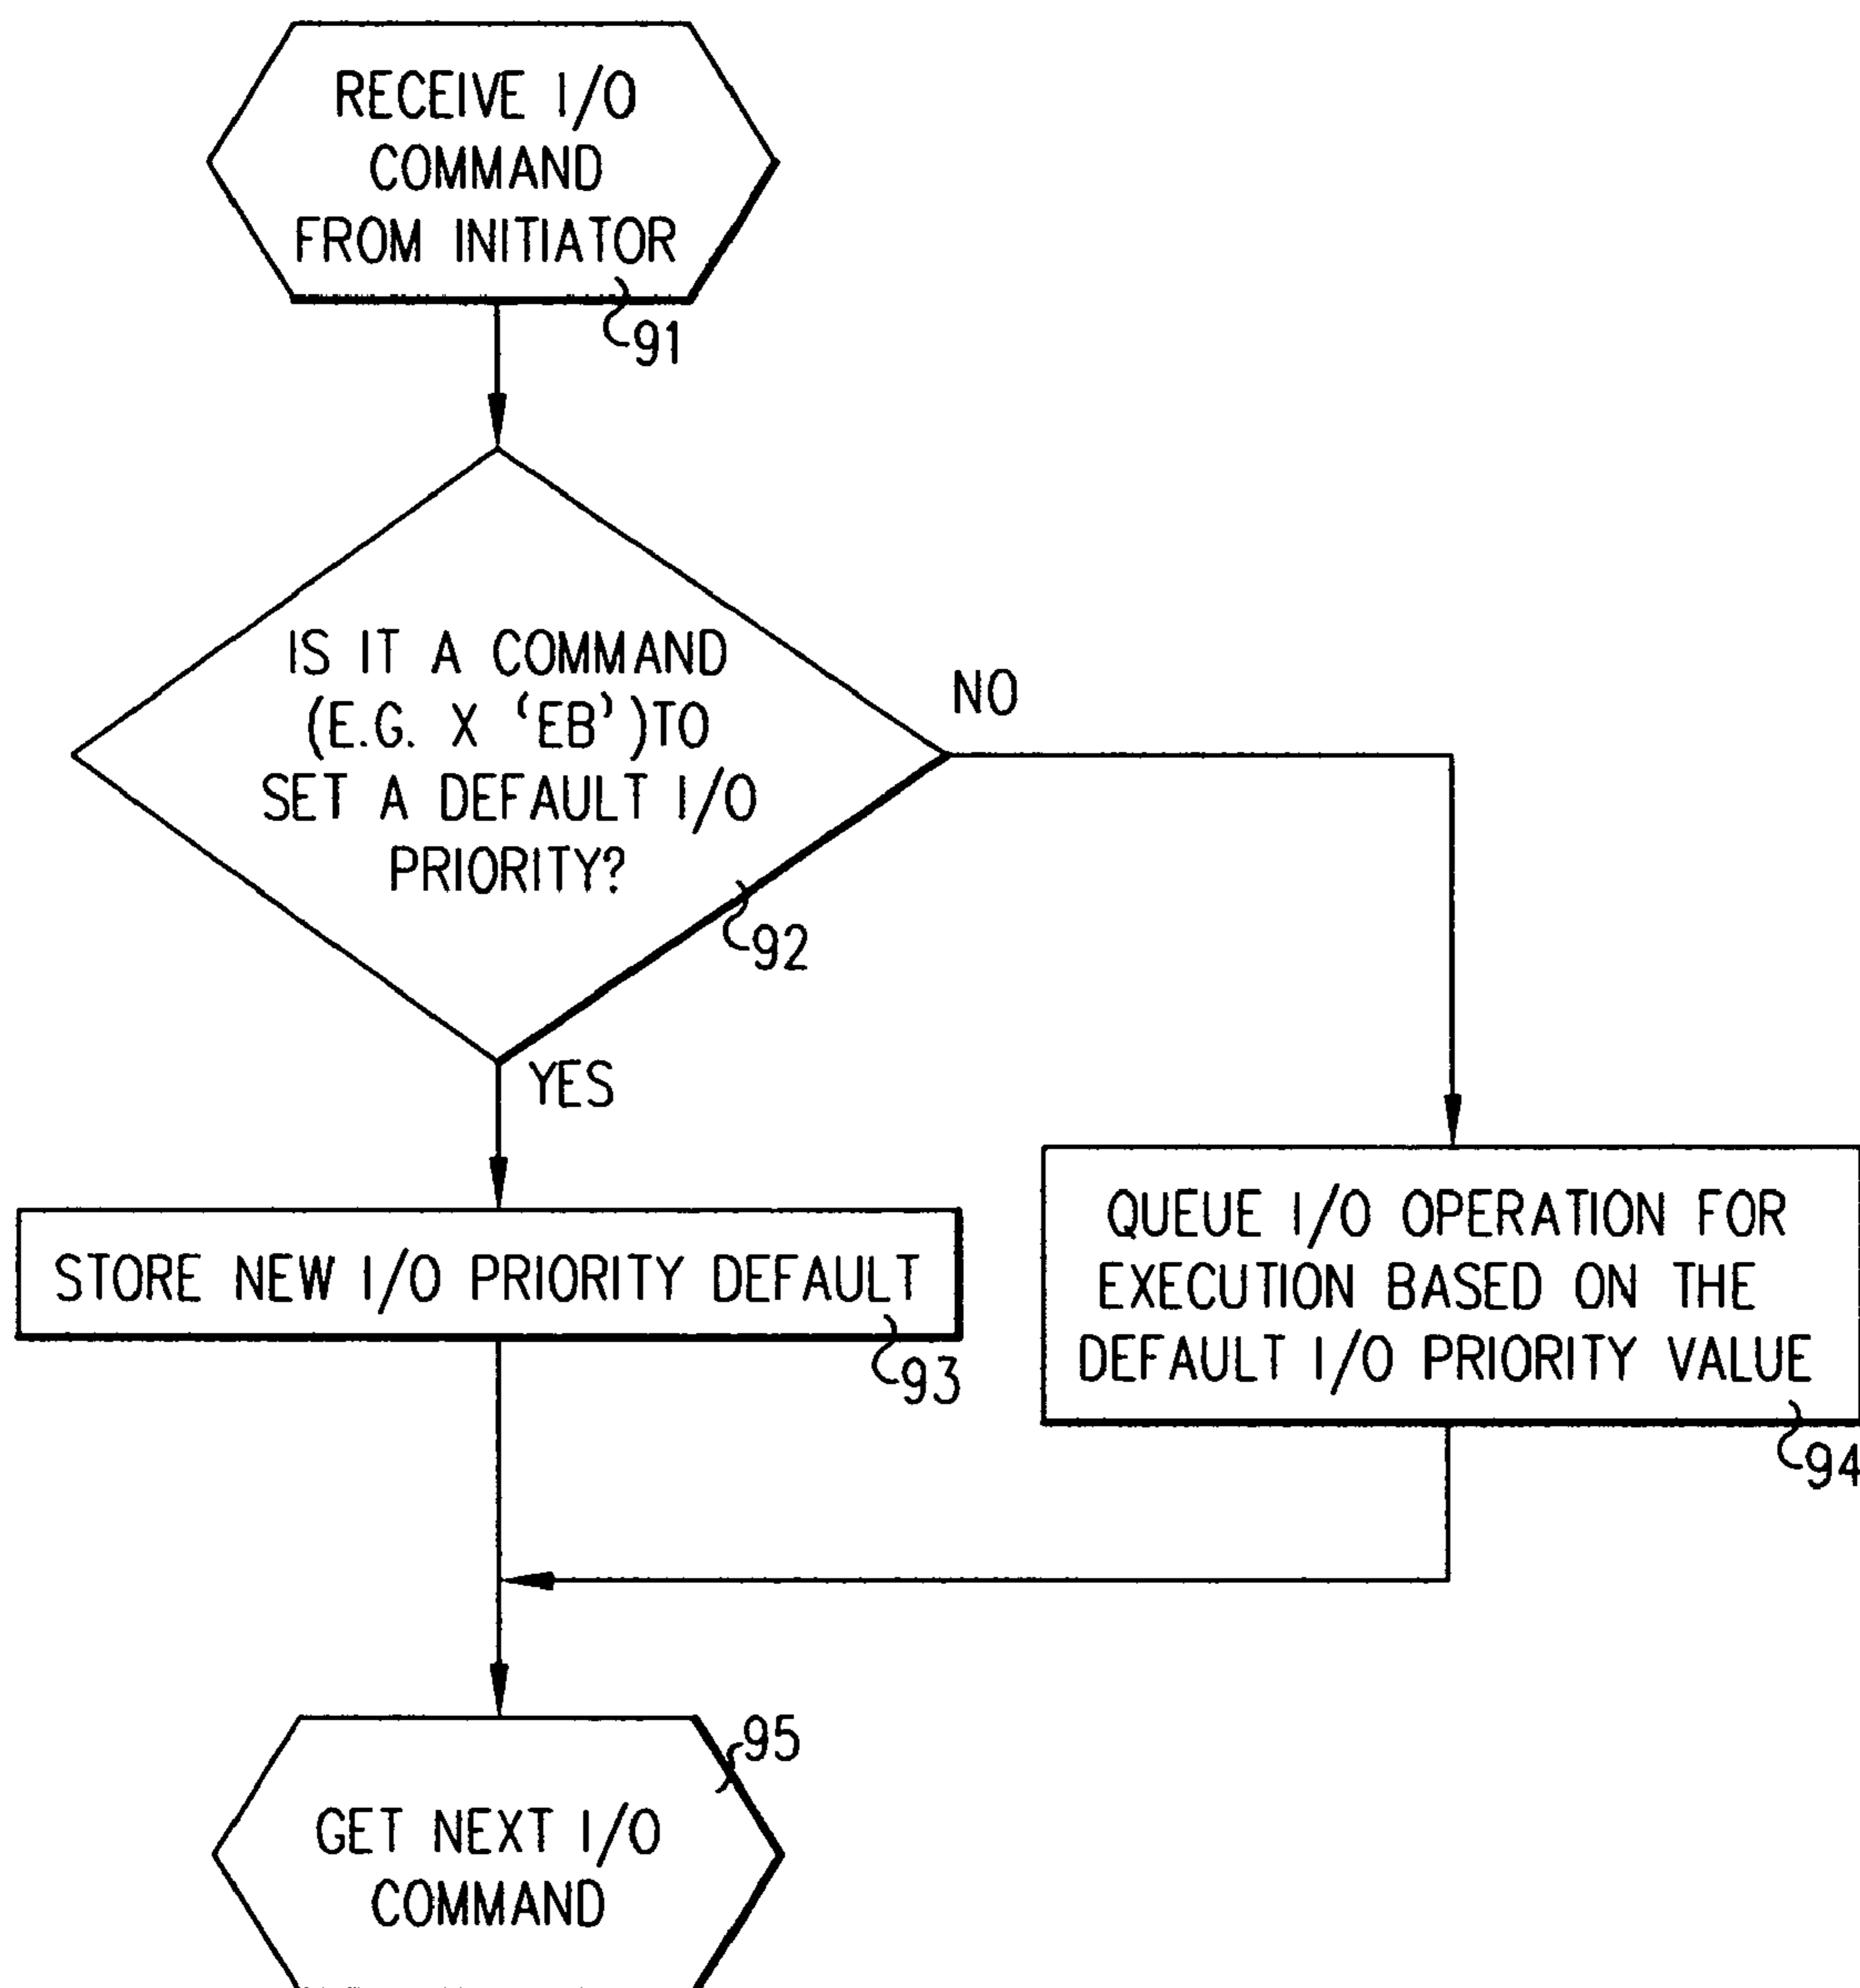 RECEIVE I/O
COMMAND
FROM INITIATOR
91
IS IT A COMMAND
(E.G. X ‘EB’)TO
SET A DEFAULT I/O
PRIORITY?
92
NO
YES
STORE NEW I/O PRIORITY DEFAULT
93
QUEUE I/O OPERATION FOR
EXECUTION BASED ON THE
DEFAULT I/O PRIORITY VALUE
94
95
GET NEXT I/O
COMMAND